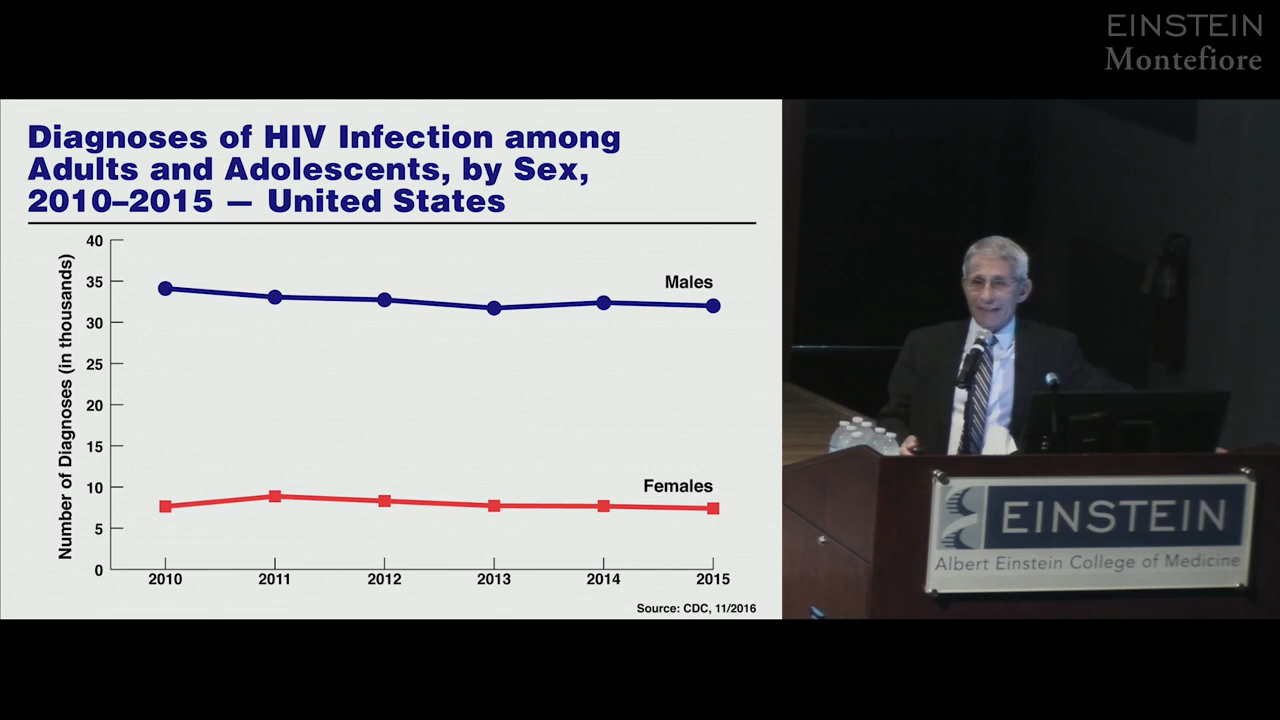 EINSTEIN
Montefiore
Diagnoses of HIV Infection among
Adults and Adolescents, by Sex,
2010–2015 — United States
Number of Diagnoses (in thousands)
40
35
30
25
20
15
10
5
0
Males
Females
2010 2011 2012 2013 2014 2015
Source: CDC, 11/2016
EINSTEIN
Albert Einstein College of Medicine